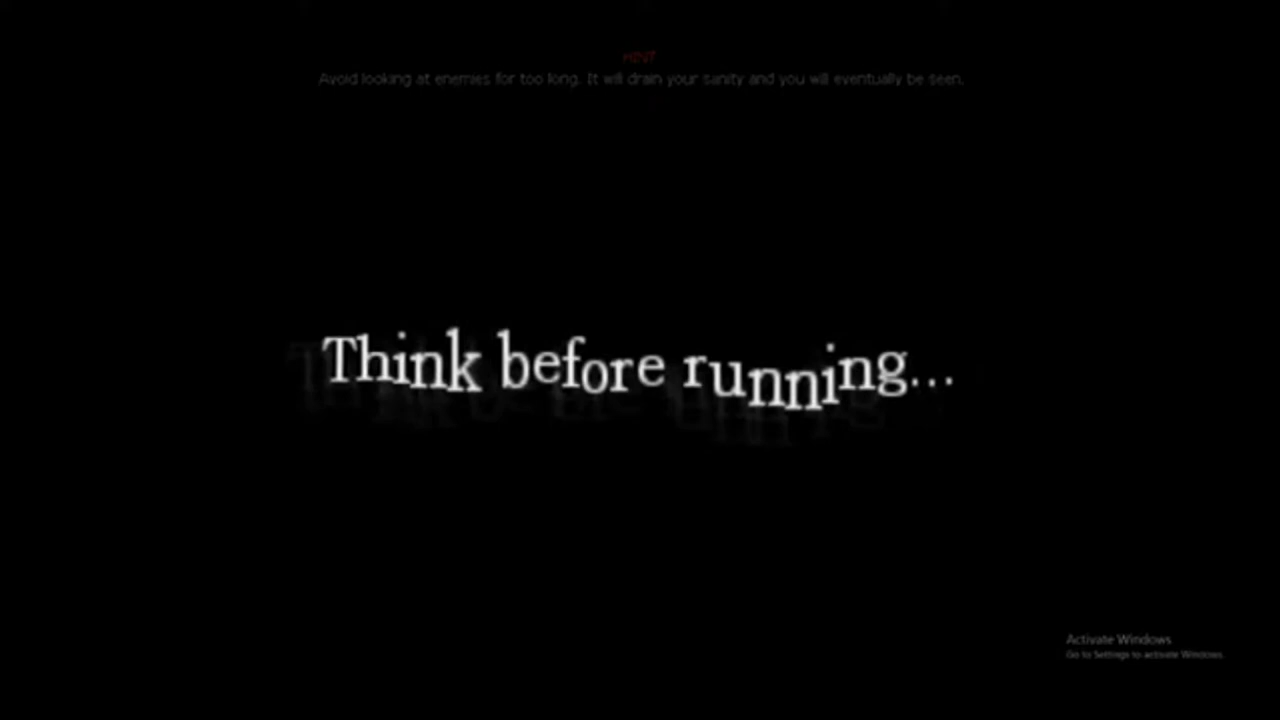 HINT
Avoid looking at enemies for too long. It will drain your sanity and you will eventually be seen.
Think before running...
Activate Windows
Go to Settings to activate Windows.